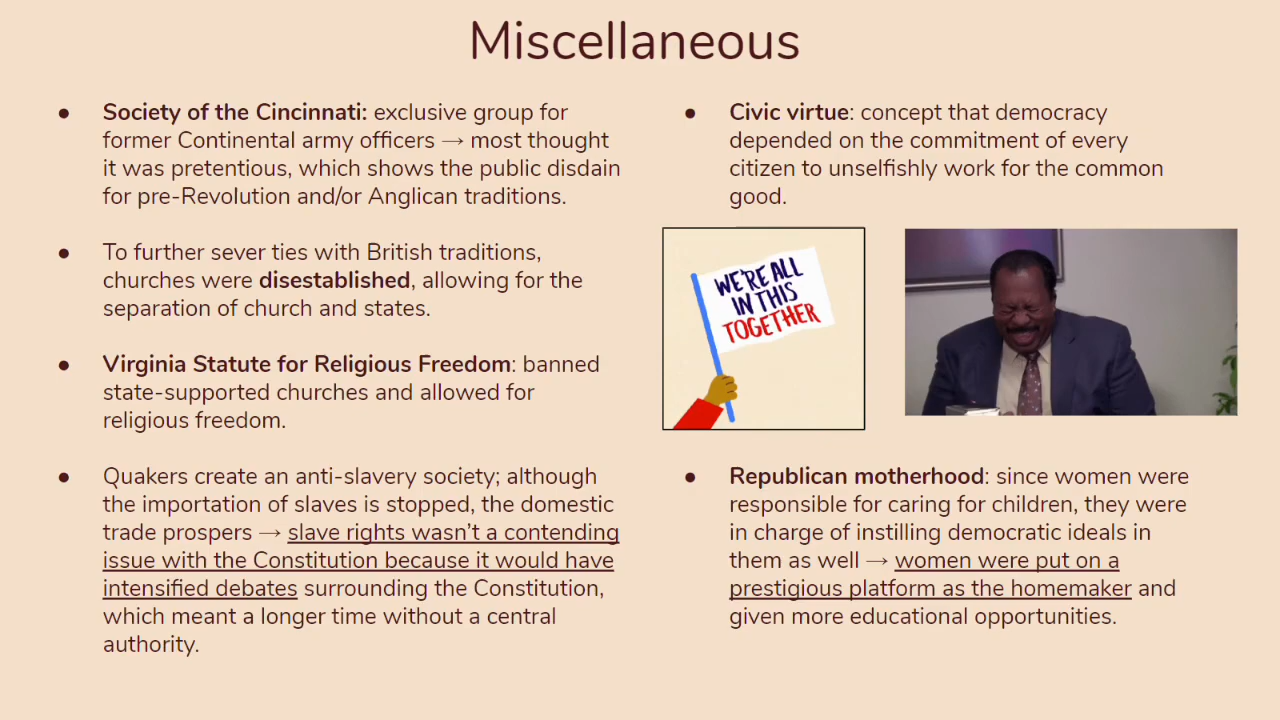 Miscellaneous
● Society of the Cincinnati: exclusive group for
former Continental army officers → most thought
it was pretentious, which shows the public disdain
for pre-Revolution and/or Anglican traditions.
● To further sever ties with British traditions,
churches were disestablished, allowing for the
separation of church and states.
● Virginia Statute for Religious Freedom: banned
state-supported churches and allowed for
religious freedom.
● Quakers create an anti-slavery society; although
the importation of slaves is stopped, the domestic
trade prospers → slave rights wasn't a contending
issue with the Constitution because it would have
intensified debates surrounding the Constitution,
which meant a longer time without a central
authority.
● Civic virtue: concept that democracy
depended on the commitment of every
citizen to unselfishly work for the common
good.
WE'RE ALL
IN THIS
TOGETHER
● Republican motherhood: since women were
responsible for caring for children, they were
in charge of instilling democratic ideals in
them as well → women were put on a
prestigious platform as the homemaker and
given more educational opportunities.